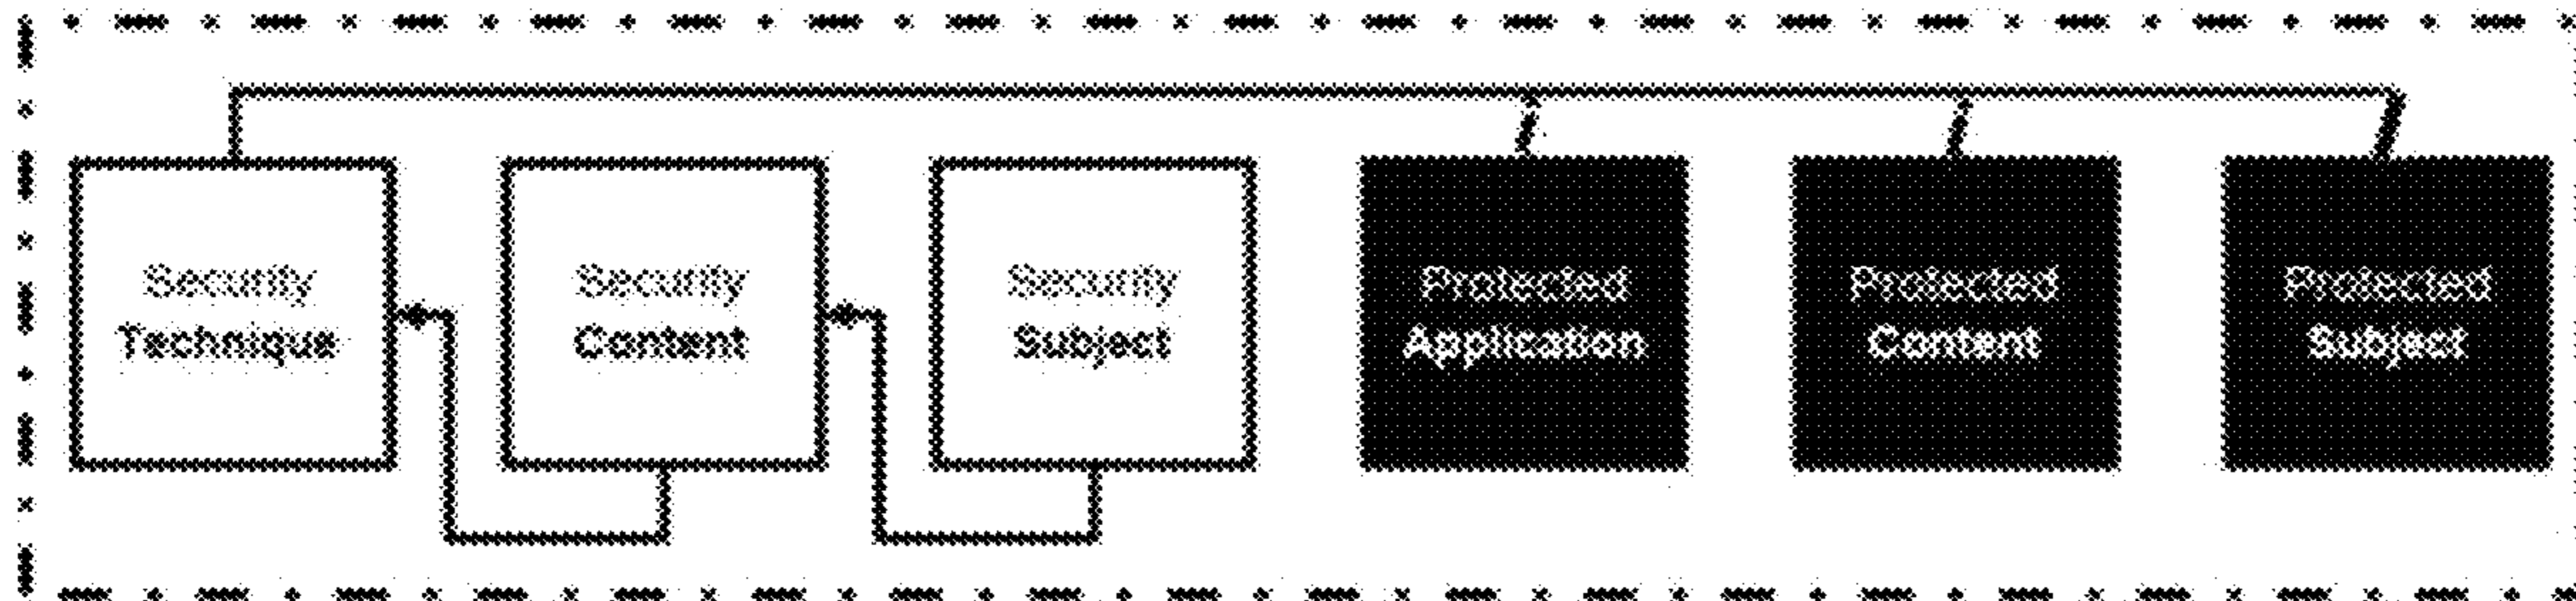 Security
Technique
Security
Content
Security
Subject
Protected
Application
Protected
Content
Protected
Subject